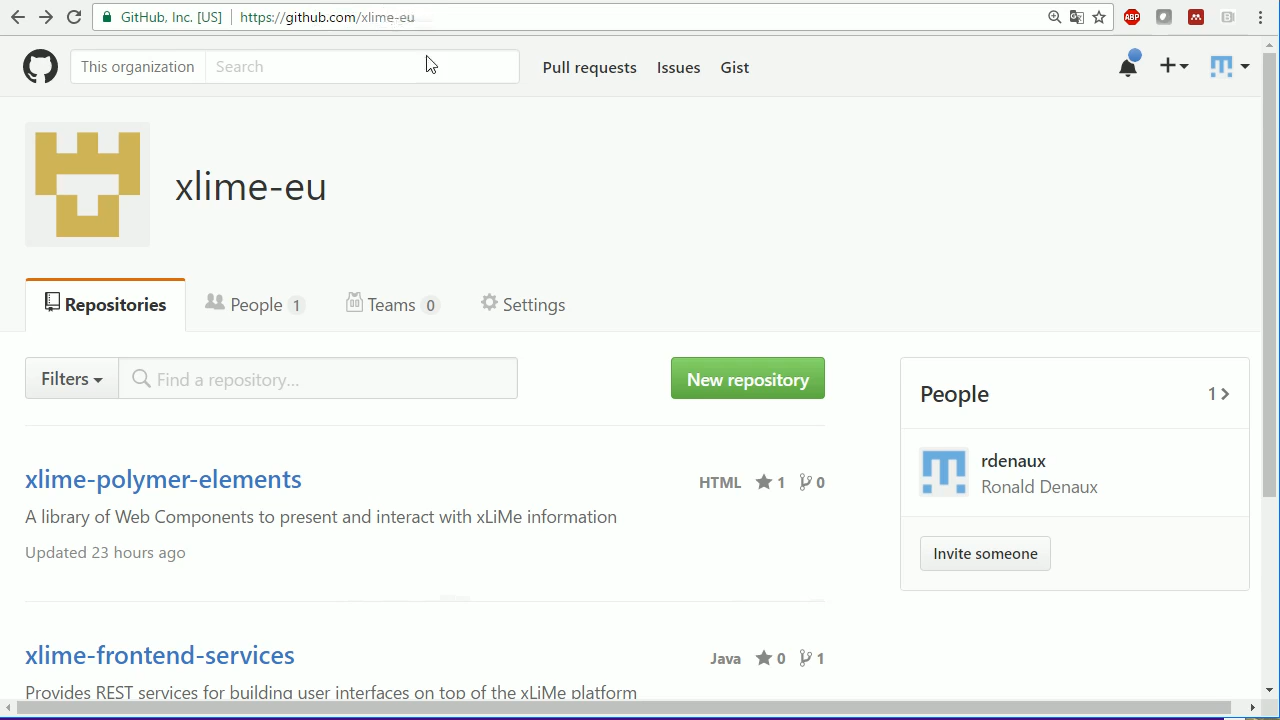 GitHub, Inc. [US] https://github.com/xlime-eu
ABP
This organization Search Pull requests Issues Gist
xlime-eu
Repositories People 1 Teams 0 Settings
Filters Find a repository... New repository
People 1
xlime-polymer-elements HTML 1 0
rdenaux
Ronald Denaux
A library of Web Components to present and interact with xLiMe information
Updated 23 hours ago
Invite someone
xlime-frontend-services Java 0 1
Provides REST services for building user interfaces on top of the xLiMe platform